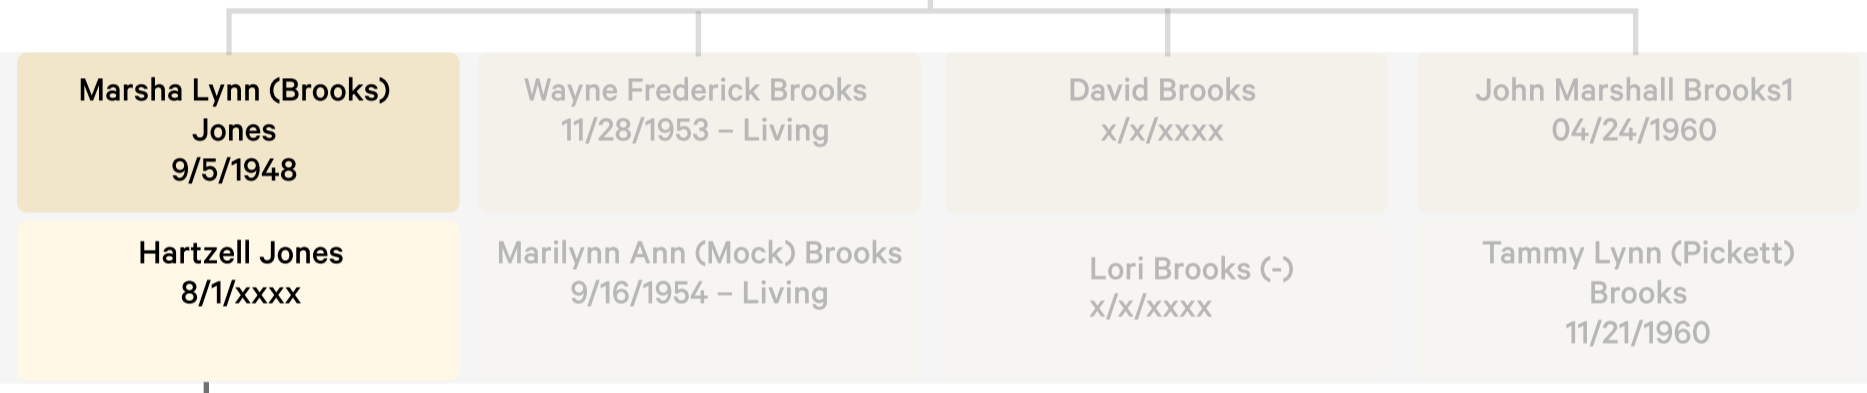 Marsha Lynn (Brooks)
Jones
9/5/1948
Wayne Frederick Brooks
11/28/1953 – Living
David Brooks
x/x/xxxx
John Marshall Brooks1
04/24/1960
Hartzell Jones
8/1/xxxx
Marilynn Ann (Mock) Brooks
9/16/1954 – Living
Lori Brooks (-)
x/x/xxxx
Tammy Lynn (Pickett)
Brooks
11/21/1960